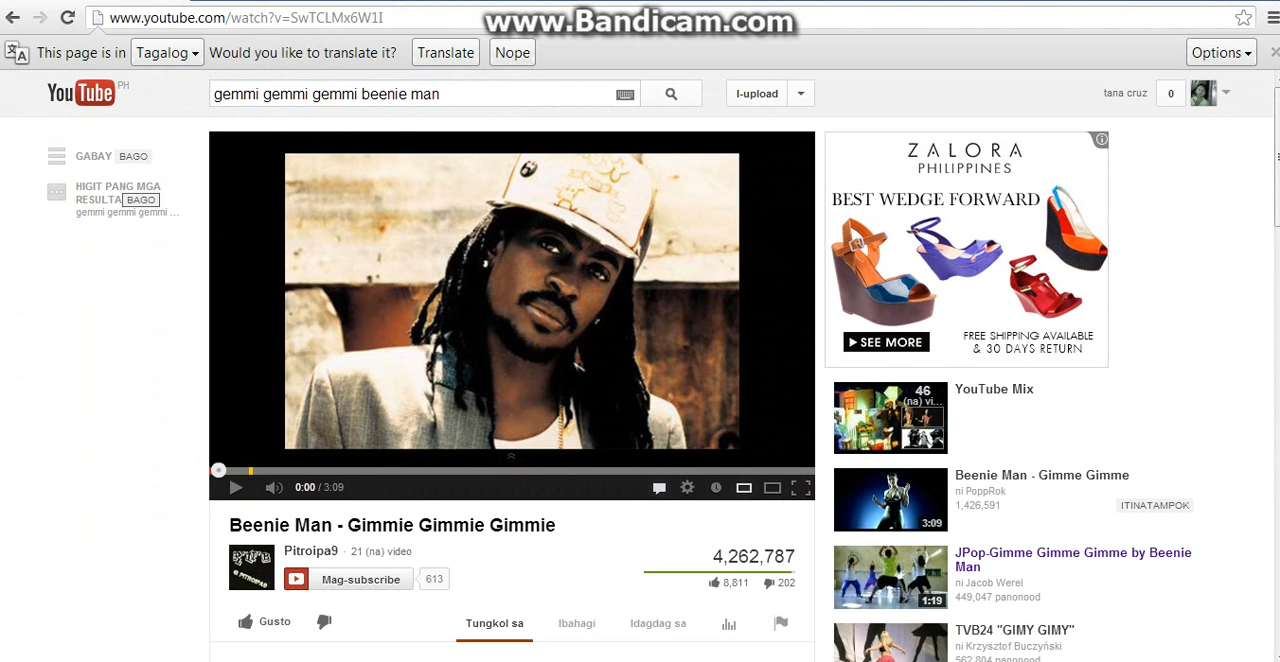 www.youtube.com/watch?v=SwTCLMx6W1I
www.Bandicam.com
This page is in Tagalog Would you like to translate it? Translate Nope Options
YouTube PH
gemmi gemmi gemmi beenie man
I-upload
tana cruz 0
GABAY BAGO
HIGIT PANG MGA
RESULTA BAGO
gemmi gemmi gemmi ...
ZALORA
PHILIPPINES
BEST WEDGE FORWARD
SEE MORE
FREE SHIPPING AVAILABLE
& 30 DAYS RETURN
0:00 / 3:09
Beenie Man - Gimmie Gimmie Gimmie
Pitroipa9 · 21 (na) video
Mag-subscribe 613
4,262,787
8,811 202
Gusto
Tungkol sa Ibahagi Idagdag sa
46
(na) vi...
YouTube Mix
3:09
Beenie Man - Gimme Gimme
ni PoppRok
1,426,591 ITINATAMPOK
1:19
JPop-Gimme Gimme Gimme by Beenie
Man
ni Jacob Werel
449,047 panonood
TVB24 "GIMY GIMY"
ni Krzysztof Buczyński
562,804 panonood